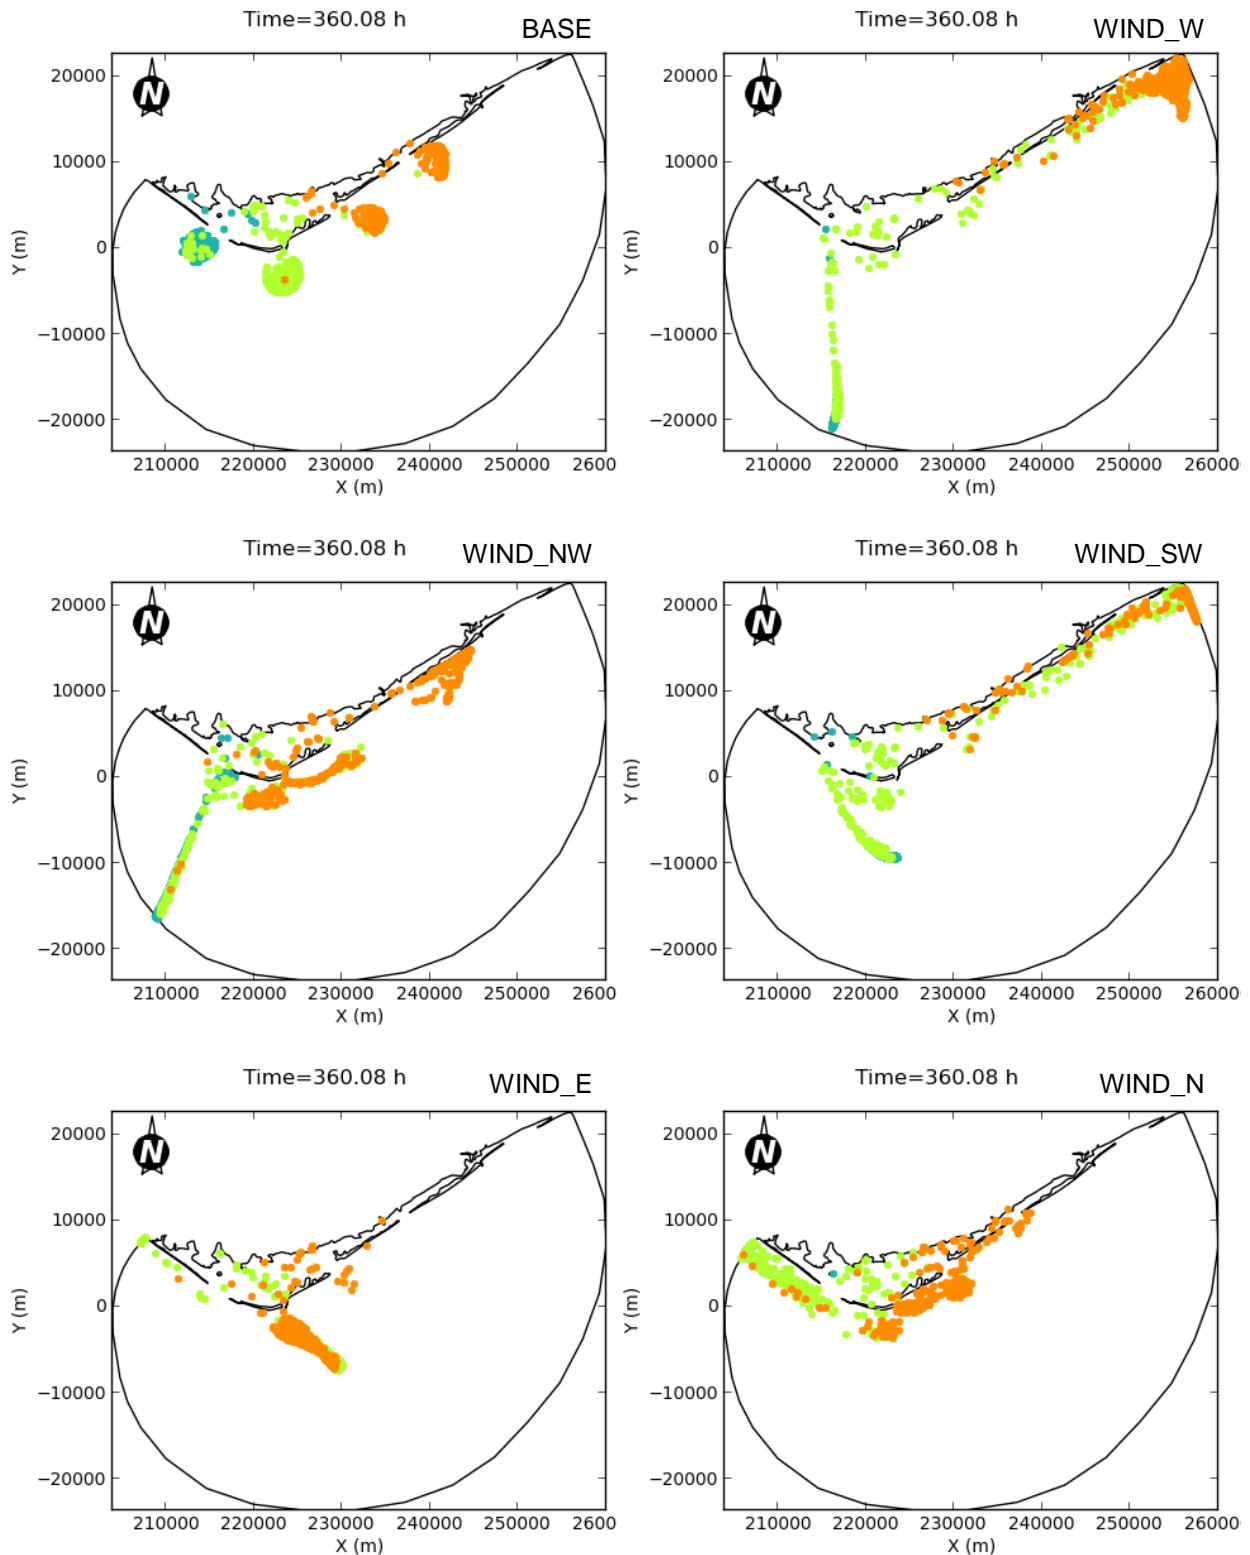 Time=360.08 h BASE
20000
N
10000
Y (m)
0
−10000
−20000
210000 220000 230000 240000 250000 2600
X (m)
Time=360.08 h WIND_W
20000
N
10000
Y (m)
0
−10000
−20000
210000 220000 230000 240000 250000 26000
X (m)
Time=360.08 h WIND_NW
20000
N
10000
Y (m)
0
−10000
−20000
210000 220000 230000 240000 250000 2600
X (m)
Time=360.08 h WIND_SW
20000
N
10000
Y (m)
0
−10000
−20000
210000 220000 230000 240000 250000 26000
X (m)
Time=360.08 h WIND_E
20000
N
10000
Y (m)
0
−10000
−20000
210000 220000 230000 240000 250000 2600
X (m)
Time=360.08 h WIND_N
20000
N
10000
Y (m)
0
−10000
−20000
210000 220000 230000 240000 250000 26000
X (m)